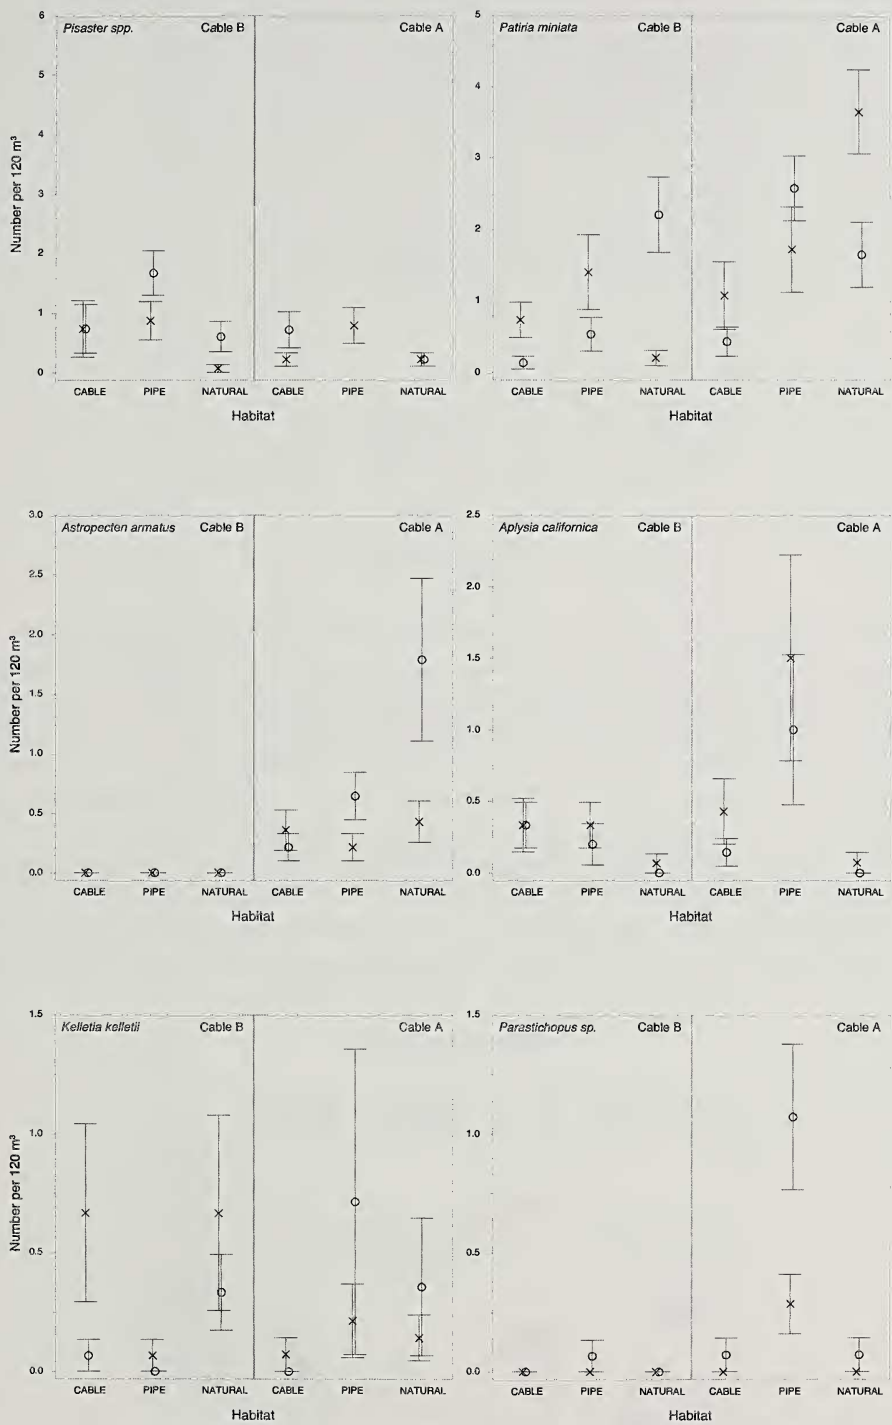 Pisaster spp. Cable B Cable A
6
5
4
3
2
1
0
Number per 120 m³
CABLE PIPE NATURAL CABLE PIPE NATURAL
Habitat
Patiria miniata Cable B Cable A
5
4
3
2
1
0
CABLE PIPE NATURAL CABLE PIPE NATURAL
Habitat
Astropecten armatus Cable B Cable A
3.0
2.5
2.0
1.5
1.0
0.5
0.0
Number per 120 m³
CABLE PIPE NATURAL CABLE PIPE NATURAL
Habitat
Aplysia californica Cable B Cable A
2.5
2.0
1.5
1.0
0.5
0.0
CABLE PIPE NATURAL CABLE PIPE NATURAL
Habitat
Kelletia kelletii Cable B Cable A
1.5
1.0
0.5
0.0
Number per 120 m³
CABLE PIPE NATURAL CABLE PIPE NATURAL
Habitat
Parastichopus sp. Cable B Cable A
1.5
1.0
0.5
0.0
CABLE PIPE NATURAL CABLE PIPE NATURAL
Habitat